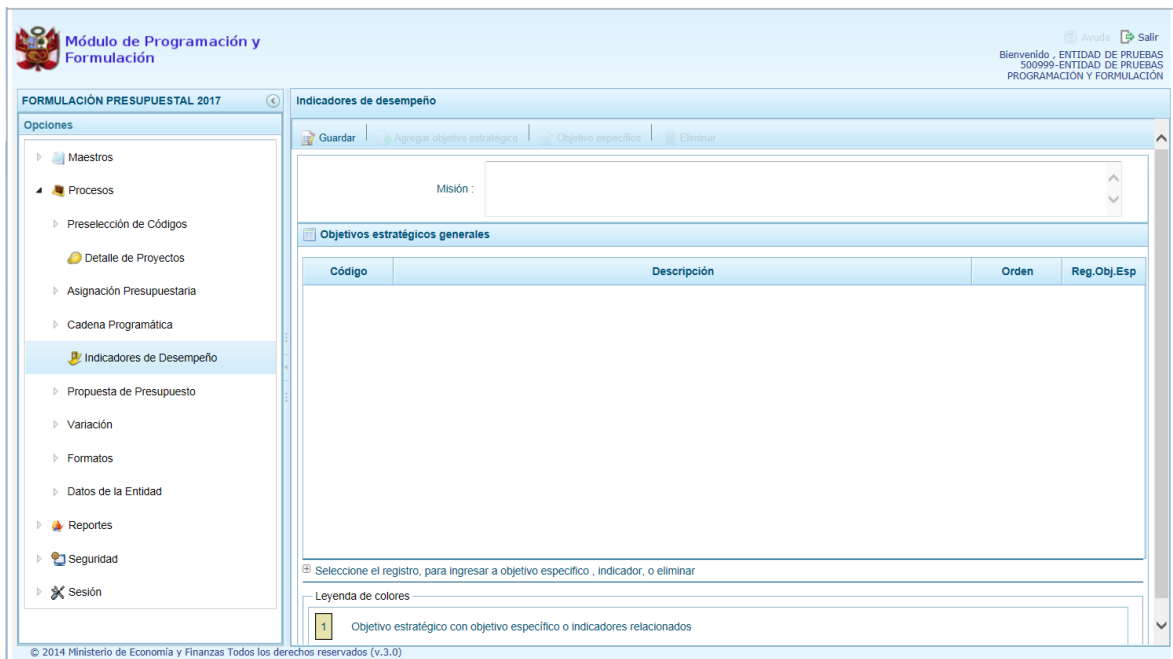 Módulo de Programación y
Formulación
Ayuda Salir
Bienvenido , ENTIDAD DE PRUEBAS
500999-ENTIDAD DE PRUEBAS
PROGRAMACIÓN Y FORMULACIÓN
FORMULACIÓN PRESUPUESTAL 2017
Opciones
Maestros
Procesos
Preselección de Códigos
Detalle de Proyectos
Asignación Presupuestaria
Cadena Programática
Indicadores de Desempeño
Propuesta de Presupuesto
Variación
Formatos
Datos de la Entidad
Reportes
Seguridad
Sesión
Indicadores de desempeño
Guardar Agregar objetivo estratégico Objetivo específico Eliminar
Misión :
Objetivos estratégicos generales
Código Descripción Orden Reg.Obj.Esp
Seleccione el registro, para ingresar a objetivo especifico , indicador, o eliminar
Leyenda de colores
1 Objetivo estratégico con objetivo específico o indicadores relacionados
© 2014 Ministerio de Economía y Finanzas Todos los derechos reservados (v.3.0)